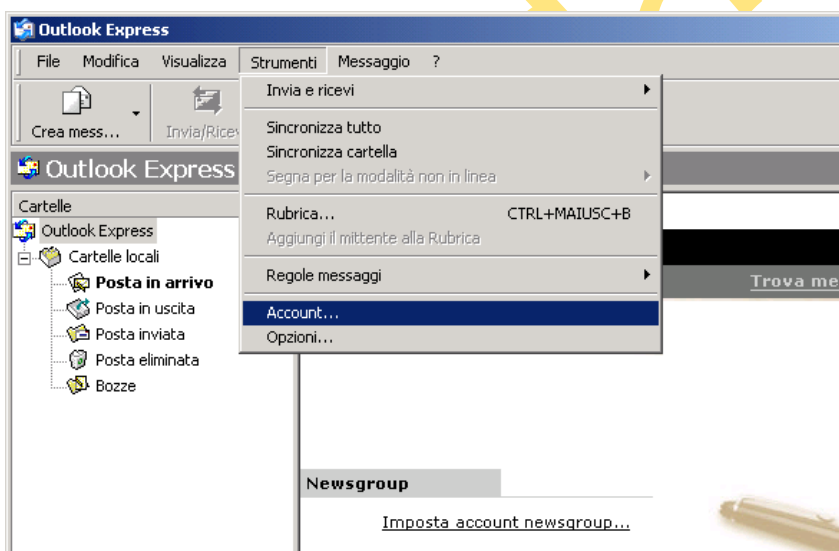 Outlook Express
File Modifica Visualizza Strumenti Messaggio ?
Crea mess...
Invia e ricevi
Sincronizza tutto
Sincronizza cartella
Segna per la modalità non in linea
Rubrica... CTRL+MAIUSC+B
Aggiungi il mittente alla Rubrica
Regole messaggi
Account...
Opzioni...
Outlook Express
Cartelle
Outlook Express
Cartelle locali
Posta in arrivo
Posta in uscita
Posta inviata
Posta eliminata
Bozze
Trova me
Newsgroup
Imposta account newsgroup...